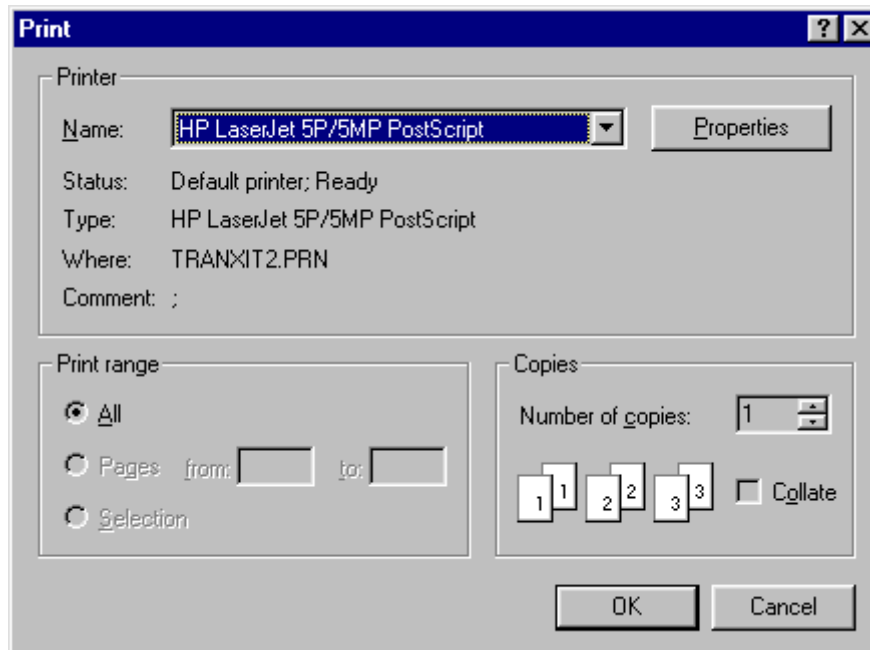 Print
Printer
Name: HP LaserJet 5P/5MP PostScript Properties
Status: Default printer; Ready
Type: HP LaserJet 5P/5MP PostScript
Where: TRANXIT2.PRN
Comment: ;
Print range
All
Pages from: to:
Selection
Copies
Number of copies: 1
1 1 2 2 3 3 Collate
OK Cancel